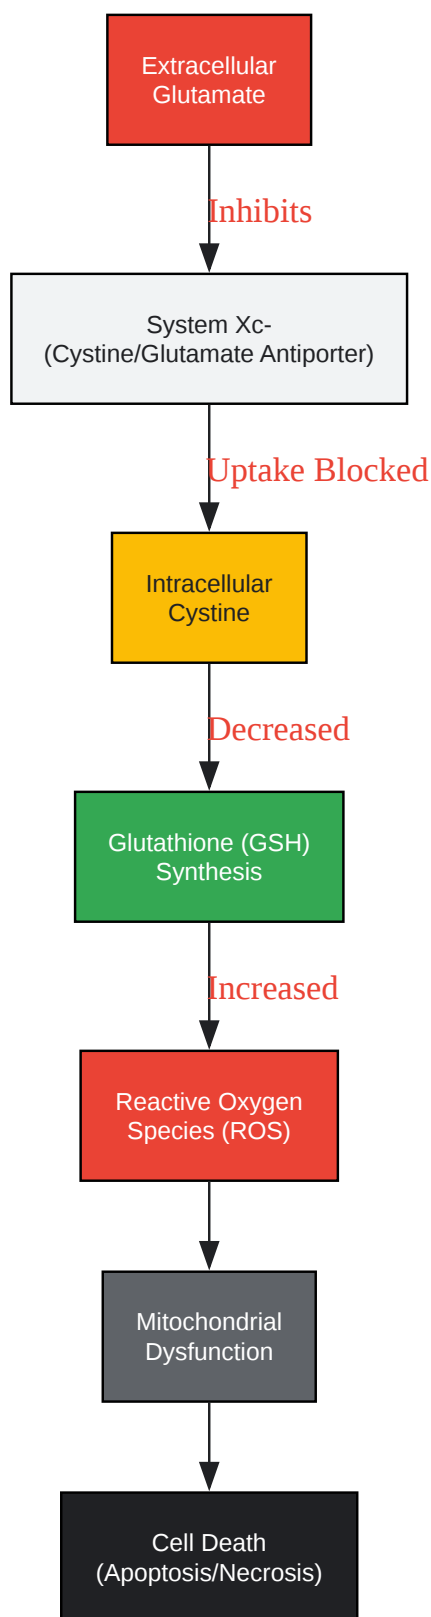 Extracellular
Glutamate
Inhibits
System Xc-
(Cystine/Glutamate Antiporter)
Uptake Blocked
Intracellular
Cystine
Decreased
Glutathione (GSH)
Synthesis
Increased
Reactive Oxygen
Species (ROS)
Mitochondrial
Dysfunction
Cell Death
(Apoptosis/Necrosis)